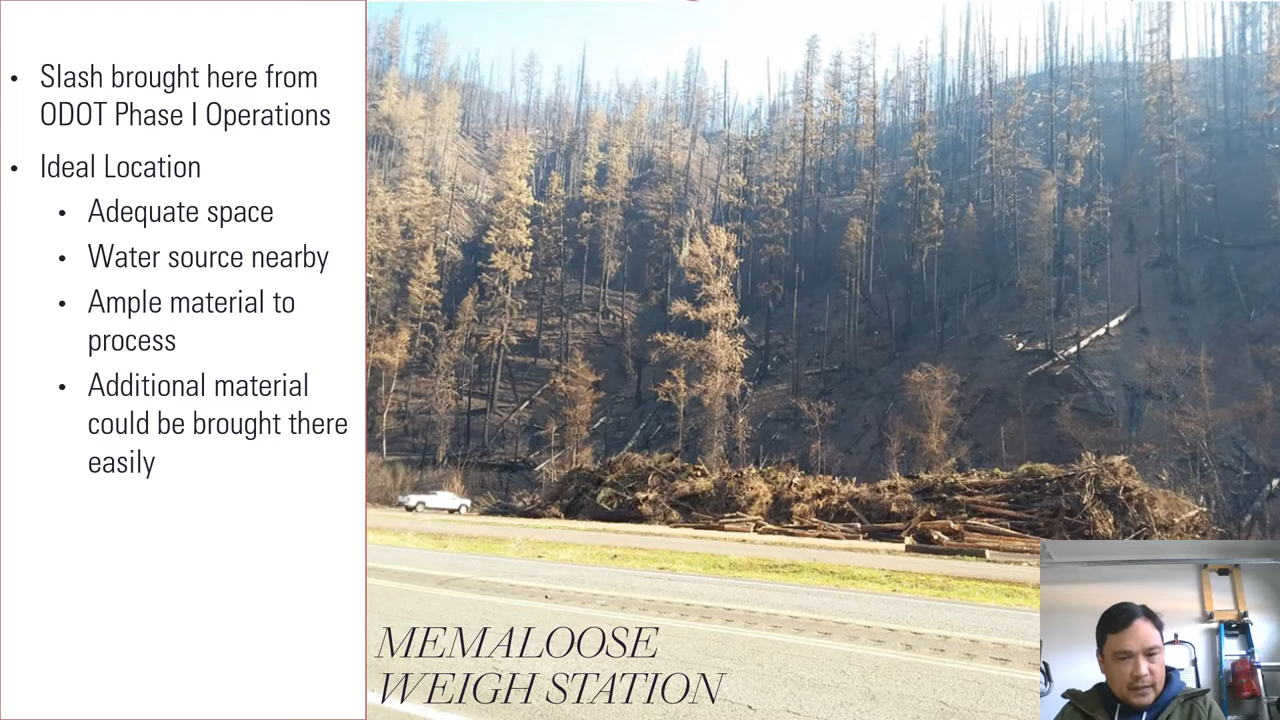 • Slash brought here from
ODOT Phase I Operations
• Ideal Location
• Adequate space
• Water source nearby
• Ample material to
process
• Additional material
could be brought there
easily
MEMALOOSE
WEIGH STATION